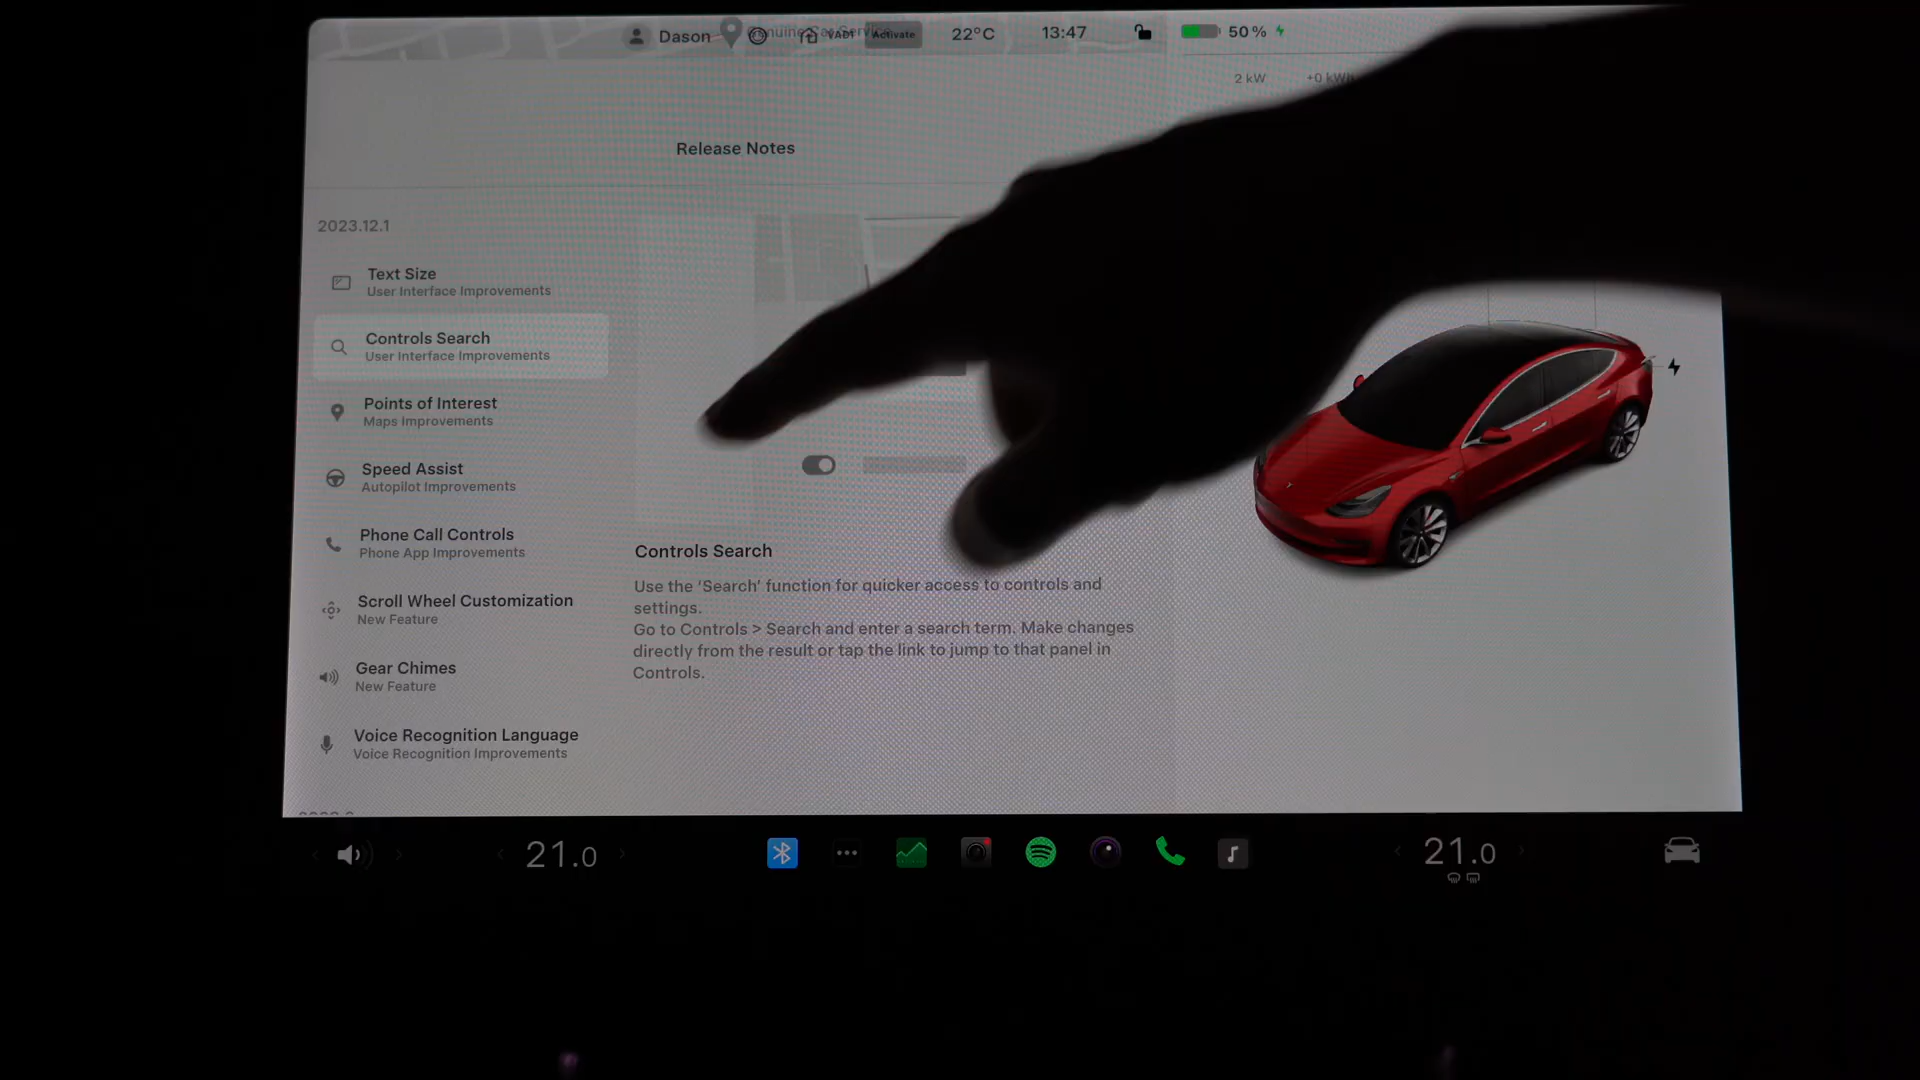 Dason
Activate
22°C
13:47
50%
2 kW
Release Notes
2023.12.1
Text Size
User Interface Improvements
Controls Search
User Interface Improvements
Points of Interest
Maps Improvements
Speed Assist
Autopilot Improvements
Phone Call Controls
Phone App Improvements
Scroll Wheel Customization
New Feature
Gear Chimes
New Feature
Voice Recognition Language
Voice Recognition Improvements
Controls Search
Use the ‘Search’ function for quicker access to controls and
settings.
Go to Controls > Search and enter a search term. Make changes
directly from the result or tap the link to jump to that panel in
Controls.
21.0
21.0